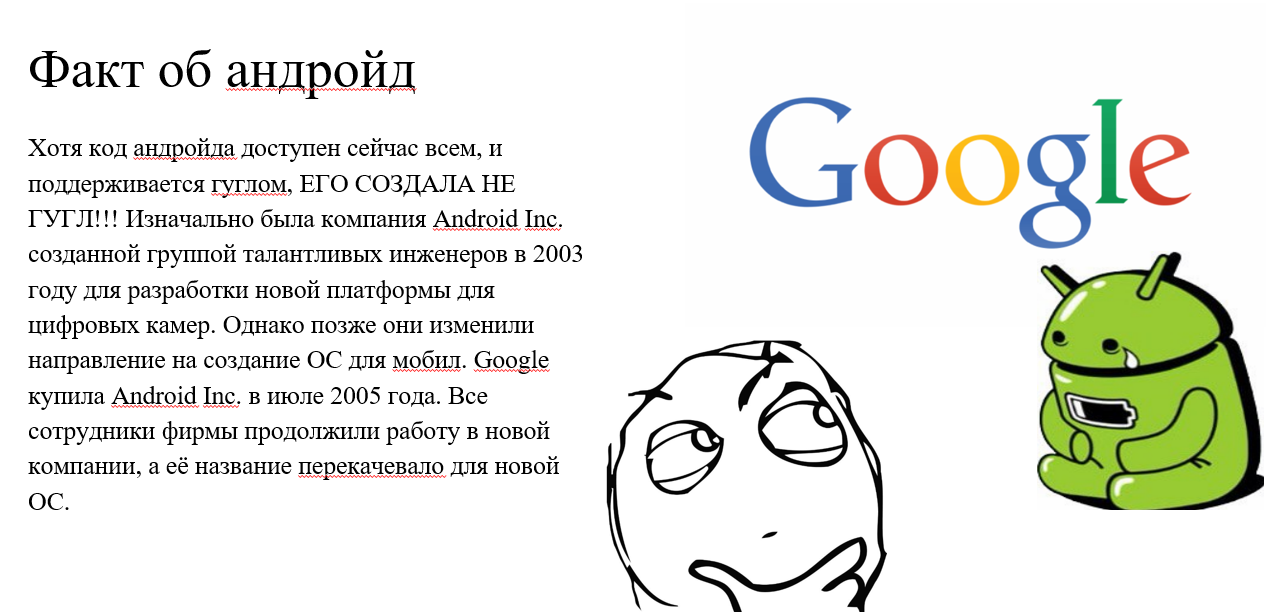 Факт об андройд
Google
Хотя код андройда доступен сейчас всем, и
поддерживается гуглом, ЕГО СОЗДАЛА НЕ
ГУГЛ!!! Изначально была компания Android Inc.
созданной группой талантливых инженеров в 2003
году для разработки новой платформы для
цифровых камер. Однако позже они изменили
направление на создание ОС для мобил. Google
купила Android Inc. в июле 2005 года. Все
сотрудники фирмы продолжили работу в новой
компании, а её название перекачевало для новой
ОС.